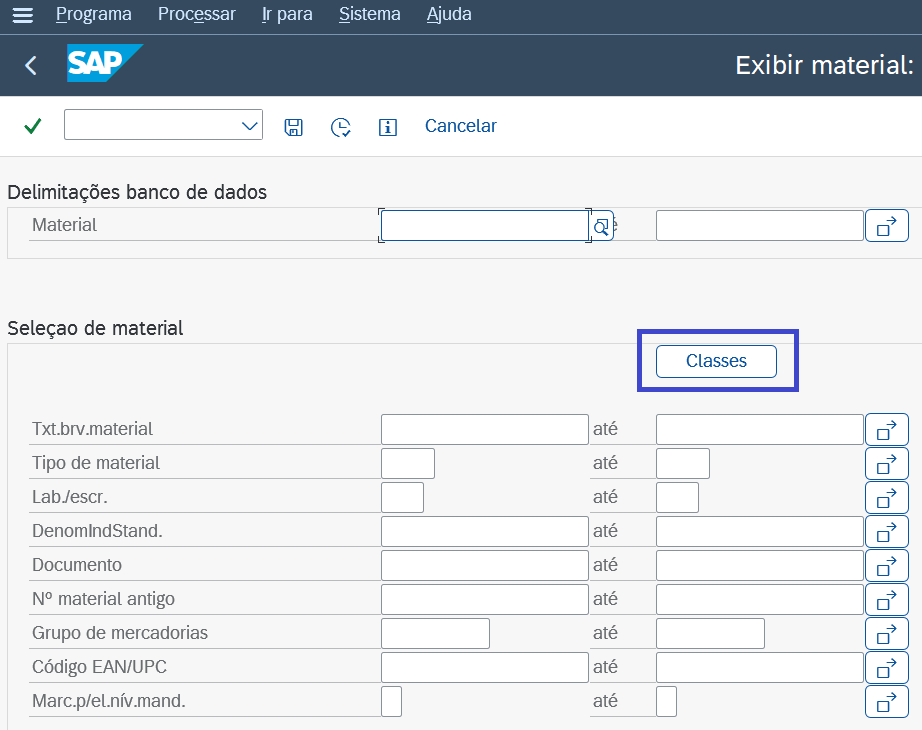 Programa Processar Ir para Sistema Ajuda
SAP Exibir material:
Cancelar
Delimitações banco de dados
Material
Seleçao de material
Classes
Txt.brv.material até
Tipo de material até
Lab./escr. até
DenomIndStand. até
Documento até
Nº material antigo até
Grupo de mercadorias até
Código EAN/UPC até
Marc.p/el.nív.mand. até